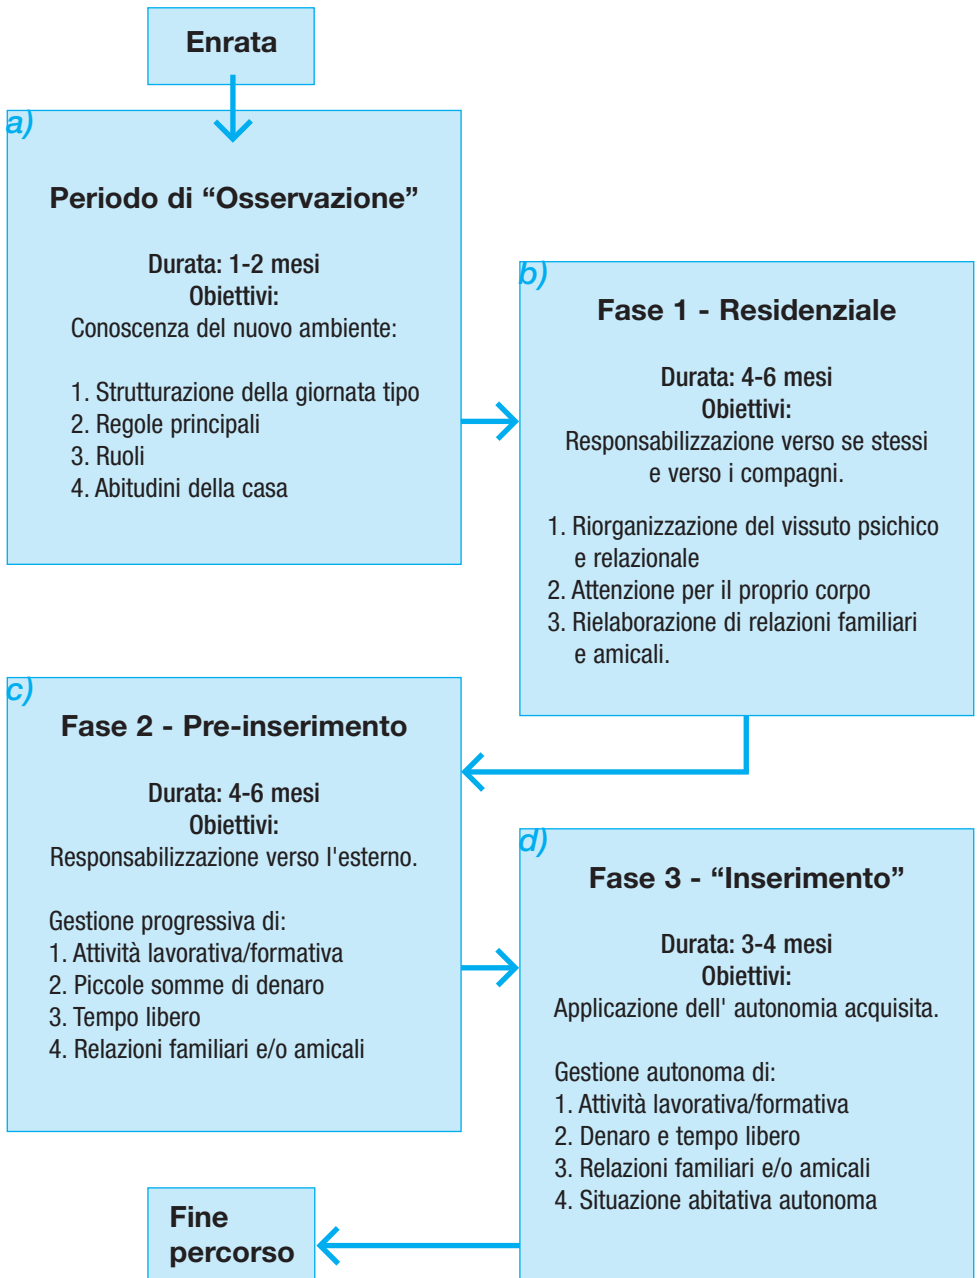 Enrata
a)
Periodo di “Osservazione”
Durata: 1-2 mesi
Obiettivi:
Conoscenza del nuovo ambiente:
1. Strutturazione della giornata tipo
2. Regole principali
3. Ruoli
4. Abitudini della casa
b)
Fase 1 - Residenziale
Durata: 4-6 mesi
Obiettivi:
Responsabilizzazione verso se stessi
e verso i compagni.
1. Riorganizzazione del vissuto psichico
e relazionale
2. Attenzione per il proprio corpo
3. Rielaborazione di relazioni familiari
e amicali.
c)
Fase 2 - Pre-inserimento
Durata: 4-6 mesi
Obiettivi:
Responsabilizzazione verso l'esterno.
Gestione progressiva di:
1. Attività lavorativa/formativa
2. Piccole somme di denaro
3. Tempo libero
4. Relazioni familiari e/o amicali
d)
Fase 3 - “Inserimento”
Durata: 3-4 mesi
Obiettivi:
Applicazione dell' autonomia acquisita.
Gestione autonoma di:
1. Attività lavorativa/formativa
2. Denaro e tempo libero
3. Relazioni familiari e/o amicali
4. Situazione abitativa autonoma
Fine
percorso